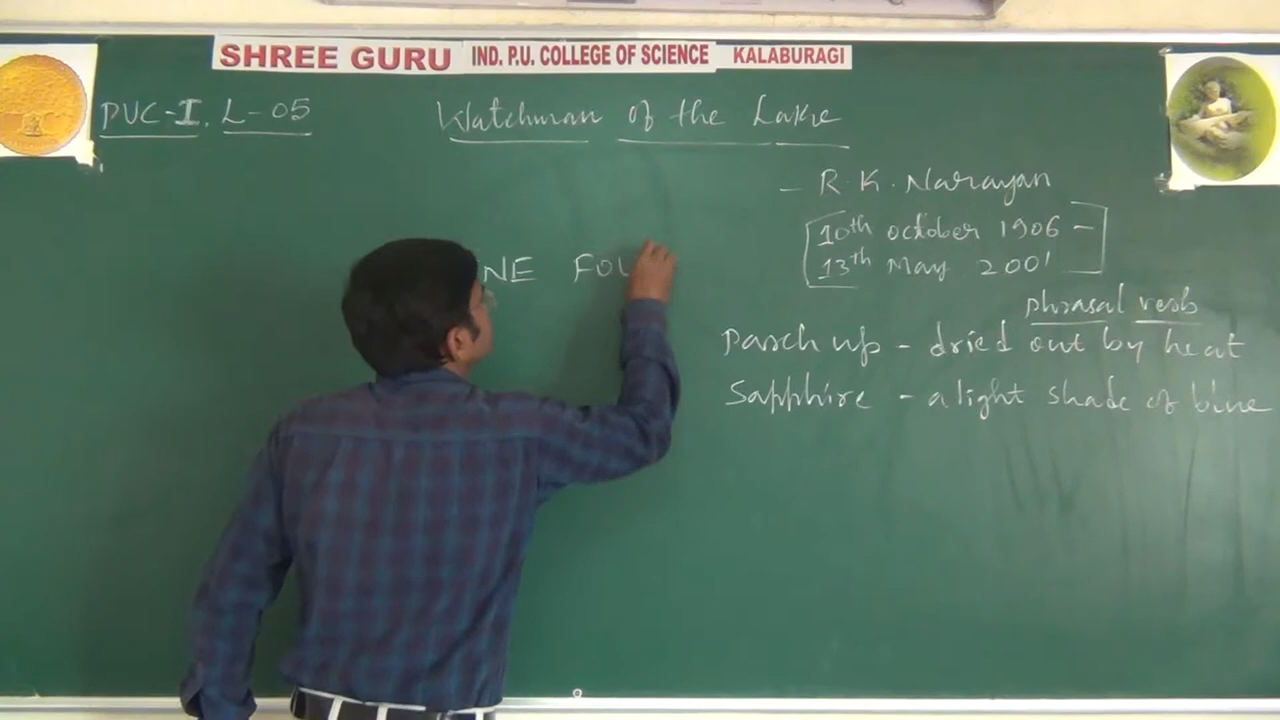 SHREE GURU IND. P.U. COLLEGE OF SCIENCE KALABURAGI
PUC-I. L-05
Watchman of the Lake
- R.K. Narayan
10th october 1906 -
13th May 2001
phrasal verb
parch up - dried out by heat
Sapphire - a light shade of blue
NE FOU